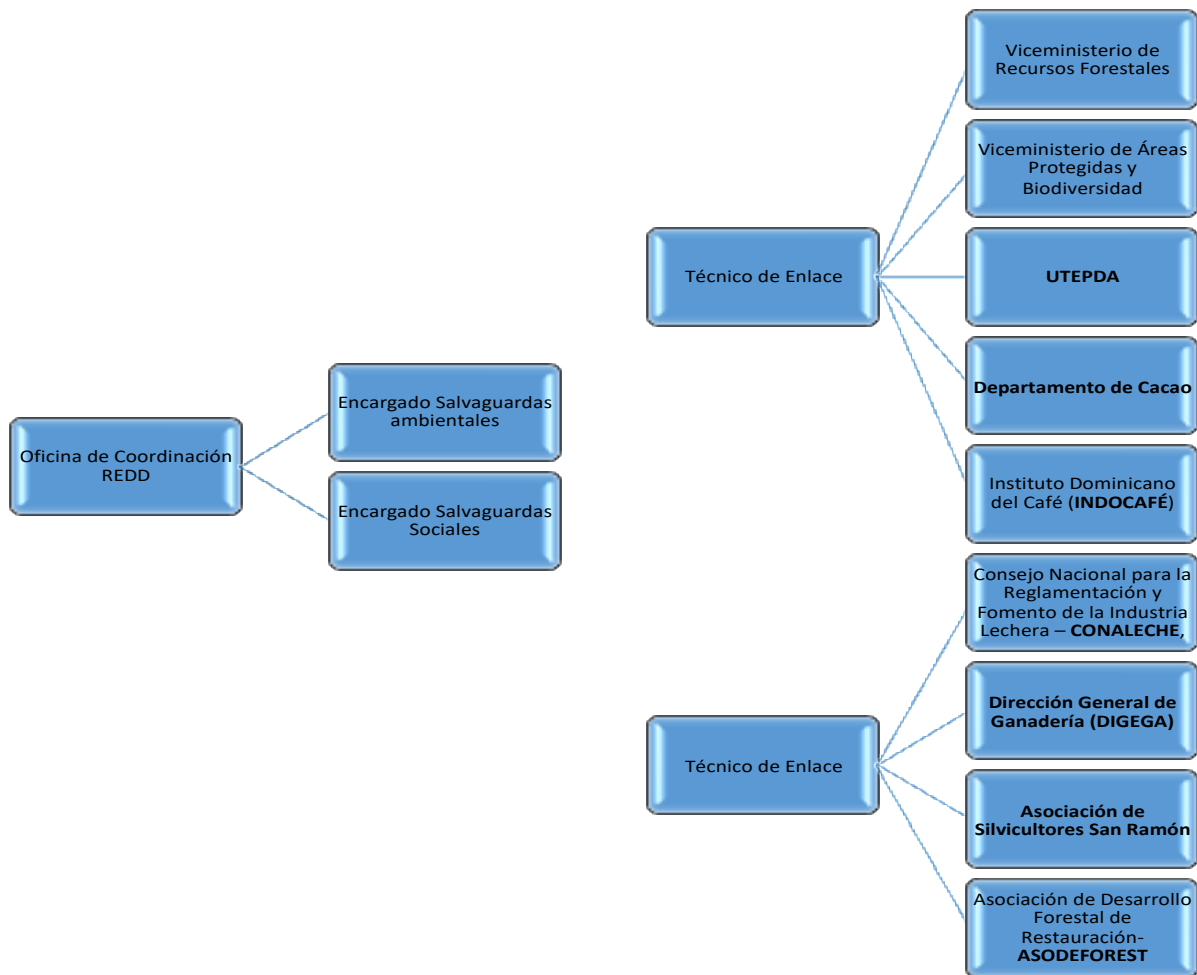 Oficina de Coordinación
REDD
Encargado Salvaguardas
ambientales
Encargado Salvaguardas
Sociales
Técnico de Enlace
Viceministerio de
Recursos Forestales
Viceministerio de Áreas
Protegidas y
Biodiversidad
UTEPDA
Departamento de Cacao
Instituto Dominicano
del Café (INDOCAFÉ)
Técnico de Enlace
Consejo Nacional para la
Reglamentación y
Fomento de la Industria
Lechera – CONALECHE,
Dirección General de
Ganadería (DIGEGA)
Asociación de
Silvicultores San Ramón
Asociación de Desarrollo
Forestal de
Restauración-
ASODEFOREST